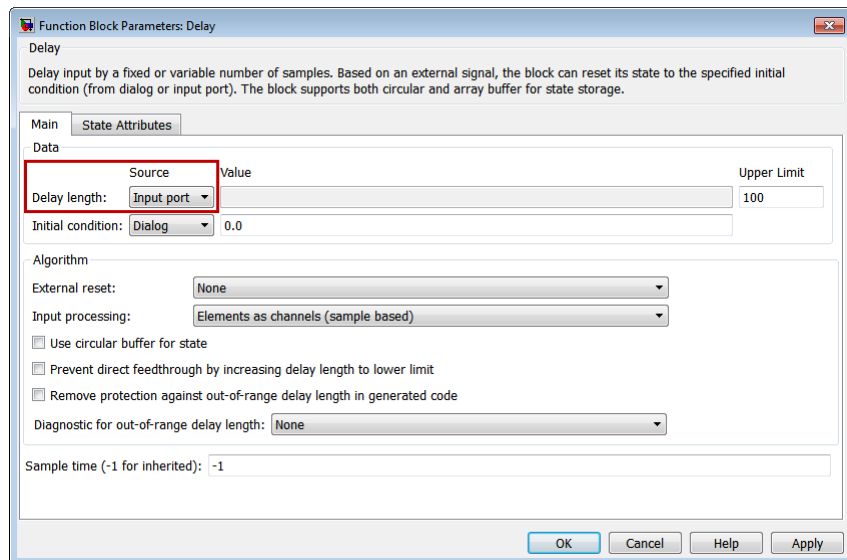 Function Block Parameters: Delay
Delay
Delay input by a fixed or variable number of samples. Based on an external signal, the block can reset its state to the specified initial
condition (from dialog or input port). The block supports both circular and array buffer for state storage.
Main State Attributes
Data
Source Value Upper Limit
Delay length: Input port 100
Initial condition: Dialog 0.0
Algorithm
External reset: None
Input processing: Elements as channels (sample based)
Use circular buffer for state
Prevent direct feedthrough by increasing delay length to lower limit
Remove protection against out-of-range delay length in generated code
Diagnostic for out-of-range delay length: None
Sample time (-1 for inherited): -1
OK Cancel Help Apply